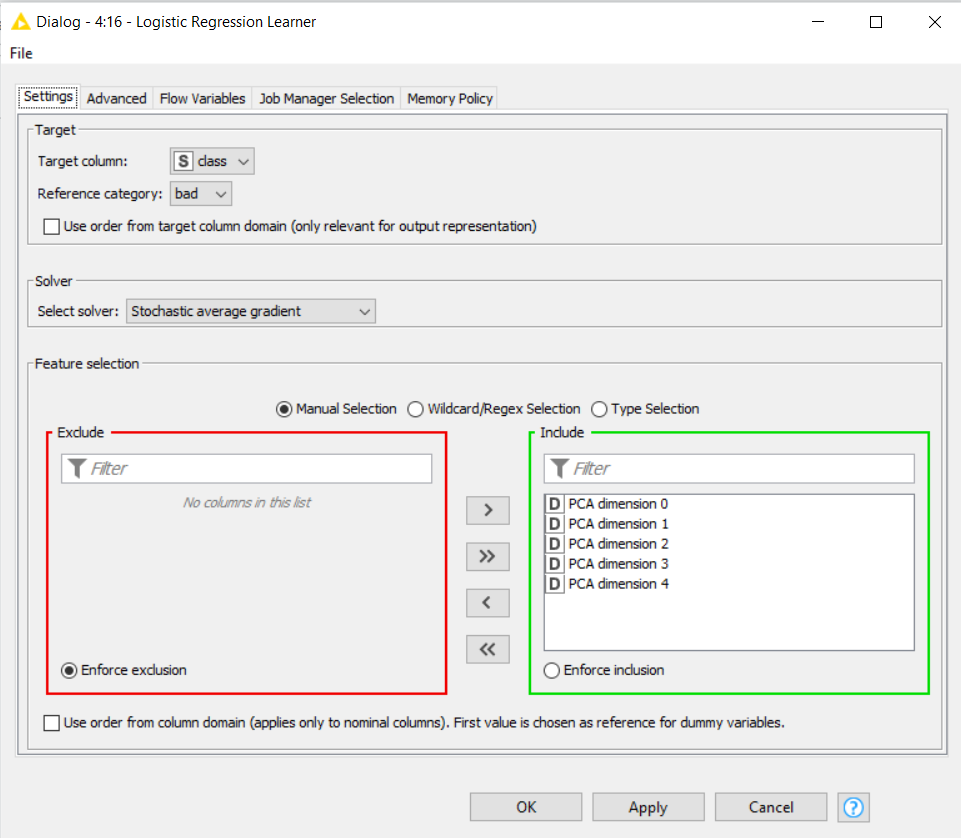 Dialog - 4:16 - Logistic Regression Learner
File
Settings Advanced Flow Variables Job Manager Selection Memory Policy
Target
Target column: S class
Reference category: bad
Use order from target column domain (only relevant for output representation)
Solver
Select solver: Stochastic average gradient
Feature selection
Manual Selection Wildcard/Regex Selection Type Selection
Exclude
Filter
No columns in this list
Enforce exclusion
Include
Filter
D PCA dimension 0
D PCA dimension 1
D PCA dimension 2
D PCA dimension 3
D PCA dimension 4
Enforce inclusion
Use order from column domain (applies only to nominal columns). First value is chosen as reference for dummy variables.
OK Apply Cancel ?